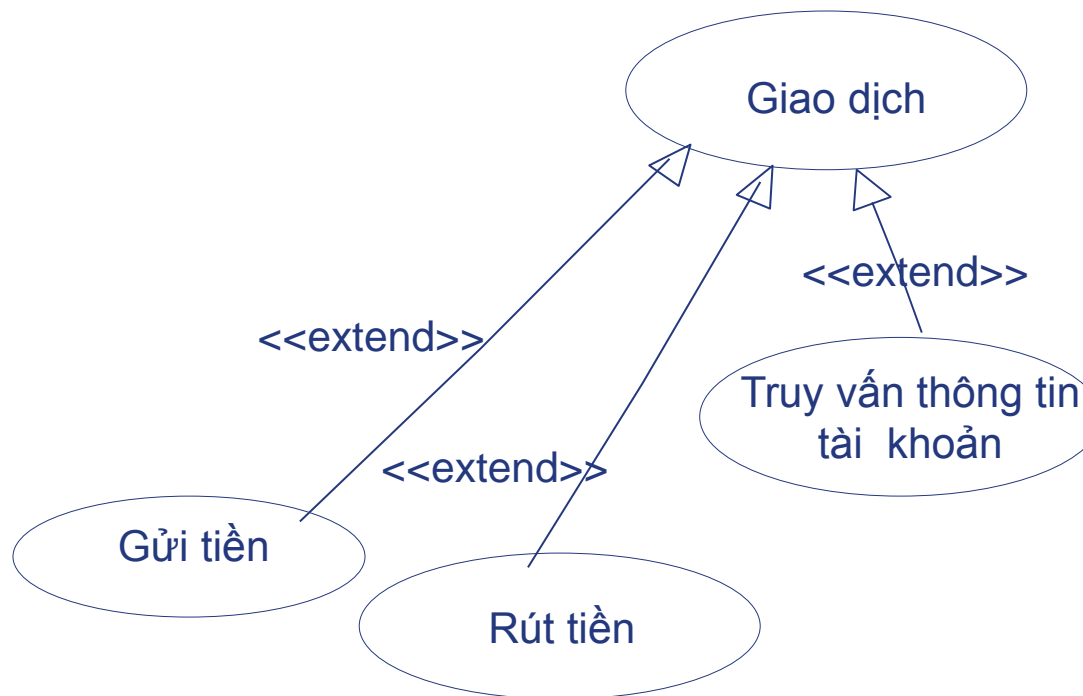 Giao dịch
<<extend>>
<<extend>>
Truy vấn thông tin
tài khoản
<<extend>>
Gửi tiền
Rút tiền